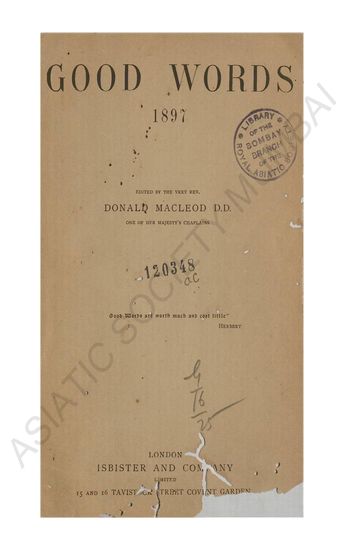 GOOD WORDS
1897
LIBRARY
OF THE
BOMBAY
BRANCH
OF THE
ROYAL ASIATIC
EDITED BY THE VERY REV.
DONALD MACLEOD D.D.
ONE OF HER MAJESTY'S CHAPLAINS
120348
Good Words are worth much and cost little"
HERBERT
G
16
25
LONDON
ISBISTER AND COMPANY
LIMITED
15 AND 16 TAVISTOCK STREET COVENT GARDEN
ASIATIC SOCIETY MUMBAI